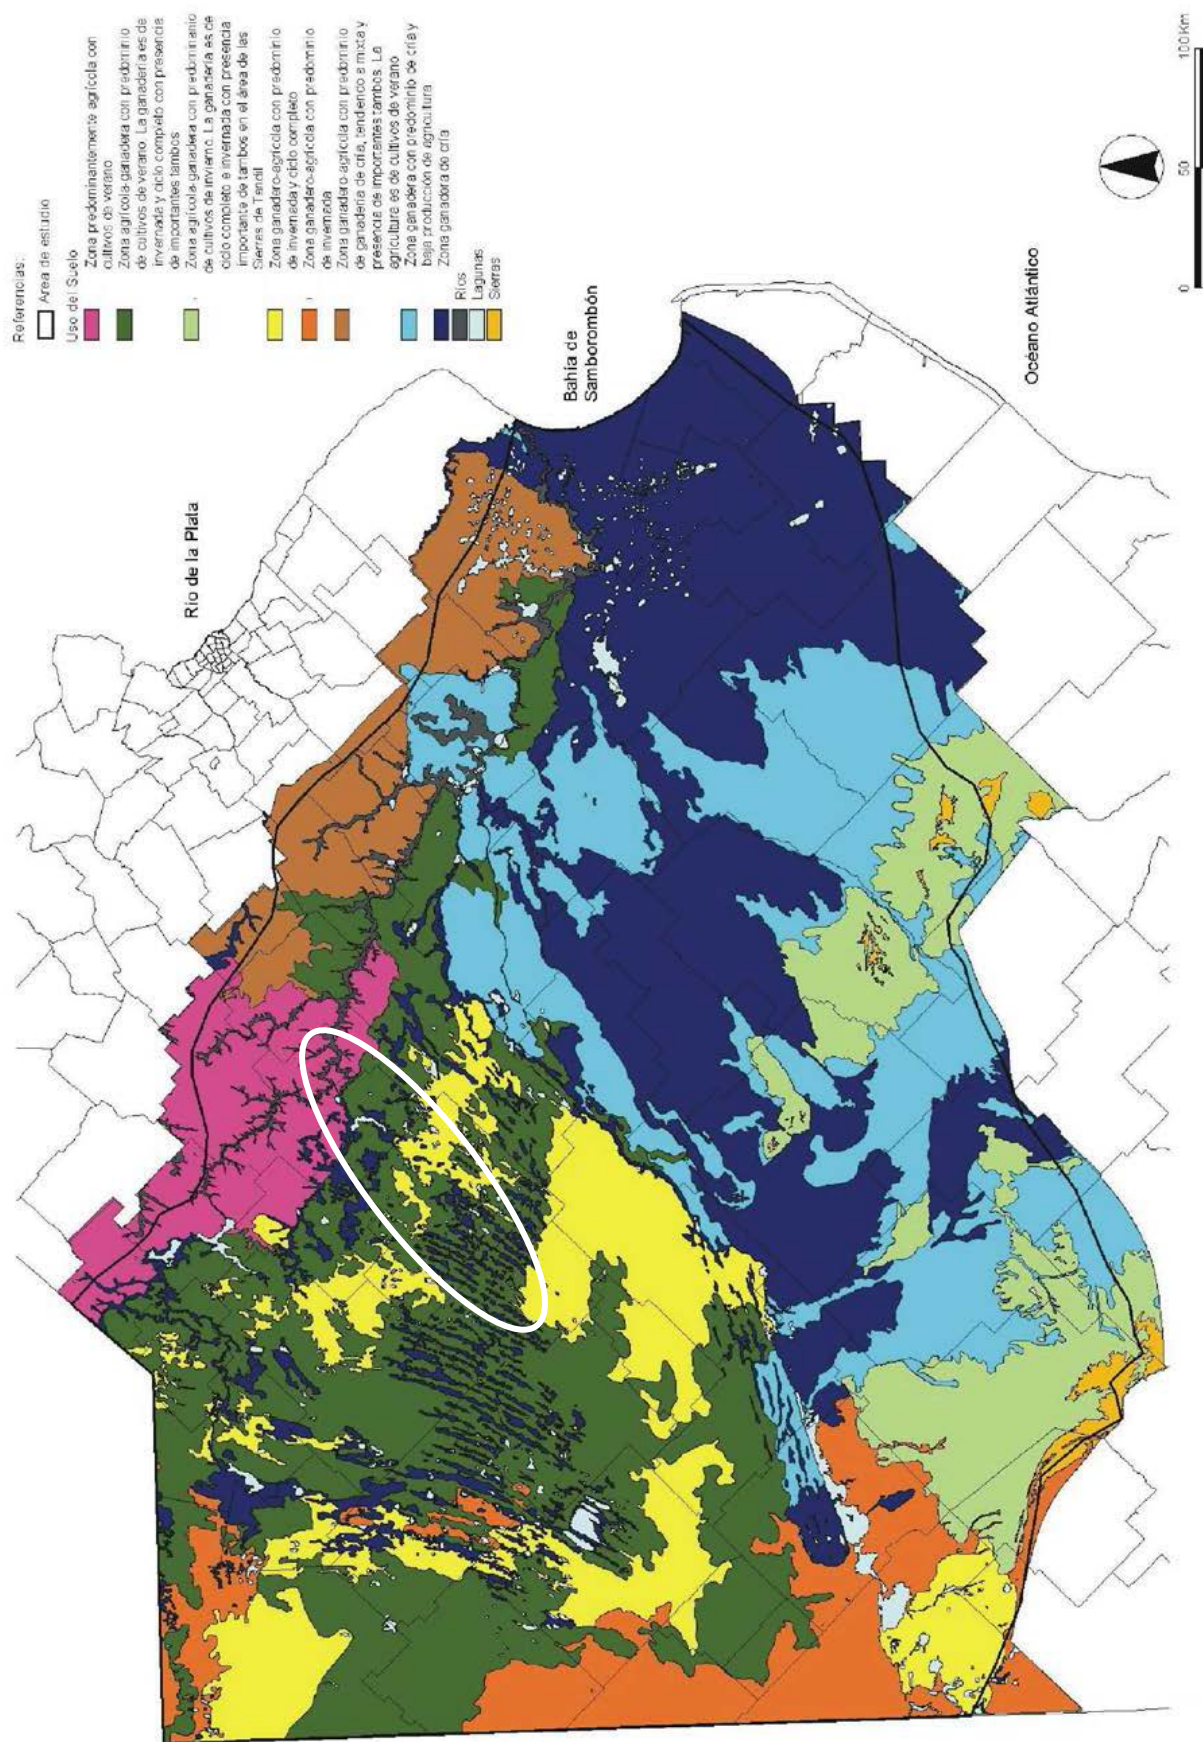 Referencias:
Área de estudio
Uso del Suelo
Zona predominantemente agrícola con
cultivos de verano
Zona agrícola-ganadera con predominio
de cultivos de verano. La ganadería es de
invernada y ciclo completo con presencia
de importantes tambos
Zona agrícola-ganadera con predominanio
de cultivos de invierno. La ganadería es de
ciclo completo e invernada con presencia
importante de tambos en el área de las
Sierras de Tandil
Zona ganadero-agrícola con predominio
de invernada y ciclo completo
Zona ganadero-agrícola con predominio
de invernada
Zona ganadero-agrícola con predominio
de ganadería de cría, tendienco a mixta y
presencia de importantes tambos. La
agricultura es de cultivos de verano
Zona ganadera con predominio de cría y
baja producción de agricultura
Zona ganadera de cría
Ríos
Lagunas
Sierras
Río de la Plata
Bahía de
Samborombón
Océano Atlántico
0 50 100 Km